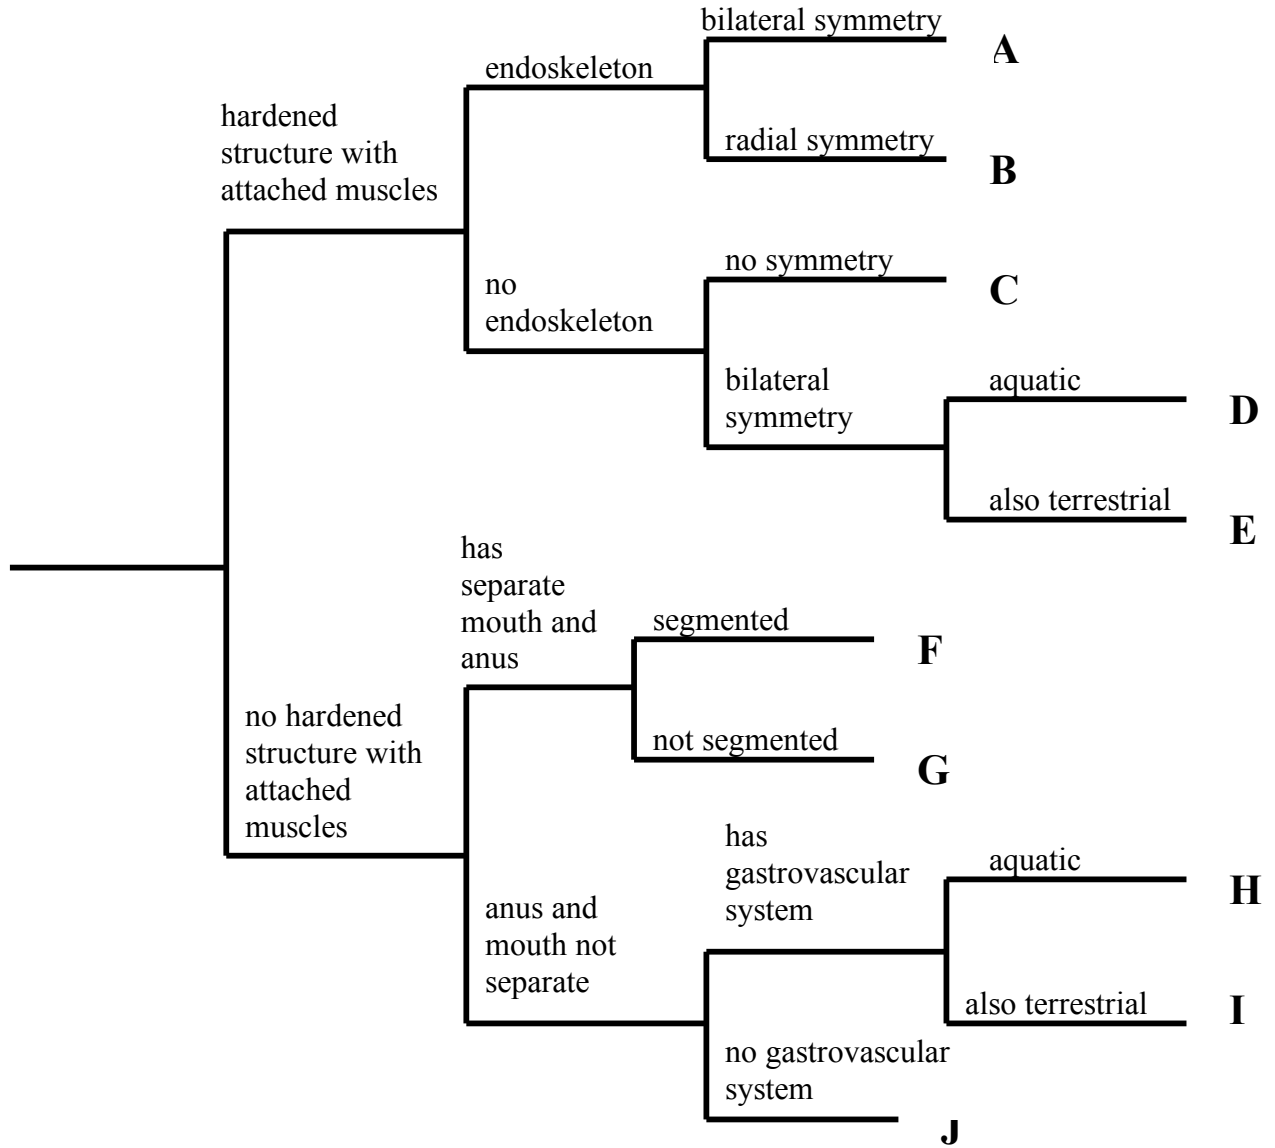 bilateral symmetry
A
endoskeleton
hardened
structure with
attached muscles
radial symmetry
B
no symmetry
C
no
endoskeleton
bilateral
symmetry
aquatic
D
also terrestrial
E
has
separate
mouth and
anus
segmented
F
no hardened
structure with
attached
muscles
not segmented
G
has
gastrovascular
system
aquatic
H
anus and
mouth not
separate
also terrestrial
I
no gastrovascular
system
J